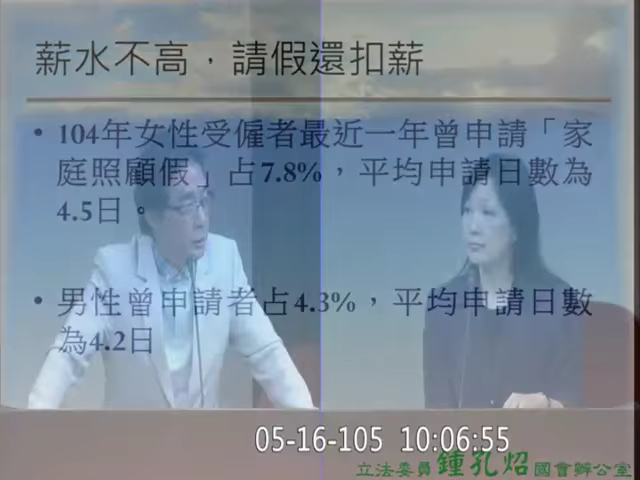 薪水不高，請假還扣薪
• 104年女性受僱者最近一年曾申請「家
庭照顧假」占7.8%，平均申請日數為
4.5日。
• 男性曾申請者占4.3%，平均申請日數
為4.2日
05-16-105 10:06:55
立法委員鍾孔炤國會辦公室